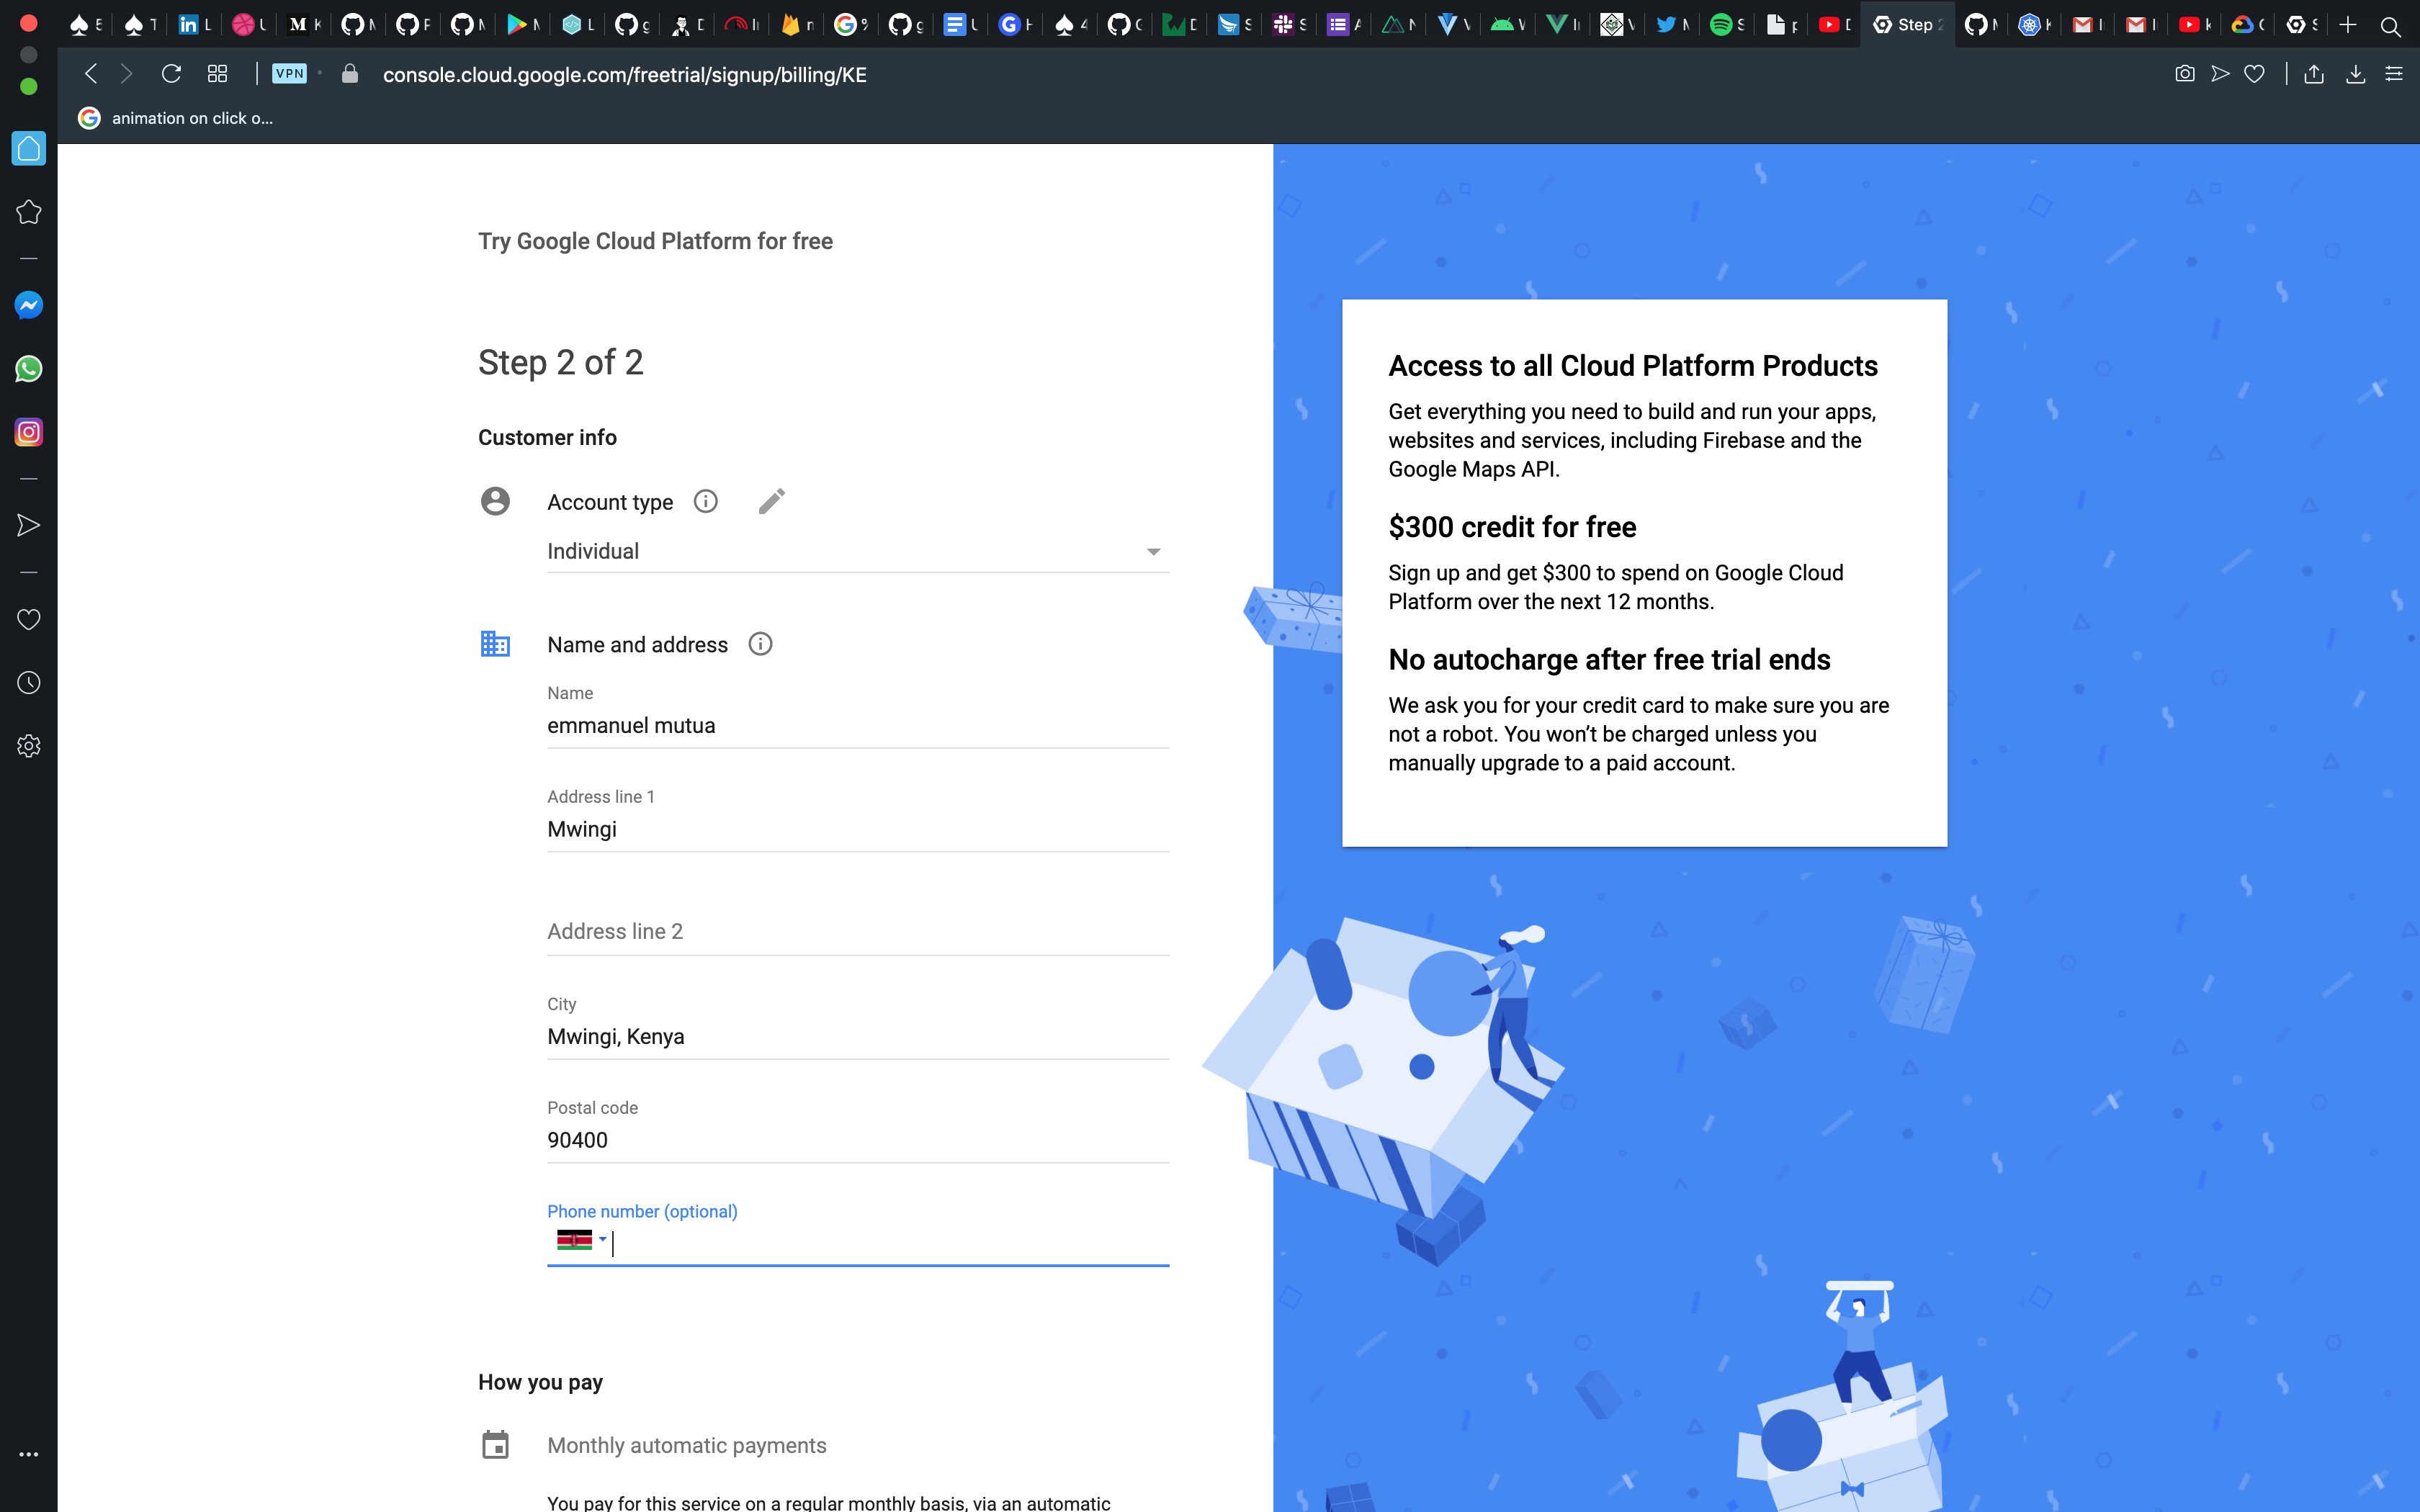 5
T
L
U
M K
M
F
M
M
L
g
D
I
n
%
g
U
H
4
C
D
S
S
A
N
V
V
I
V
M
S
p
D
Step 2
M
K
I
I
k
C
S
VPN
console.cloud.google.com/freetrial/signup/billing/KE
animation on click o...
Try Google Cloud Platform for free
Step 2 of 2
Customer info
Account type
Individual
Name and address
Name
emmanuel mutua
Address line 1
Mwingi
Address line 2
City
Mwingi, Kenya
Postal code
90400
Phone number (optional)
How you pay
Monthly automatic payments
You pay for this service on a regular monthly basis, via an automatic
Access to all Cloud Platform Products
Get everything you need to build and run your apps,
websites and services, including Firebase and the
Google Maps API.
$300 credit for free
Sign up and get $300 to spend on Google Cloud
Platform over the next 12 months.
No autocharge after free trial ends
We ask you for your credit card to make sure you are
not a robot. You won’t be charged unless you
manually upgrade to a paid account.